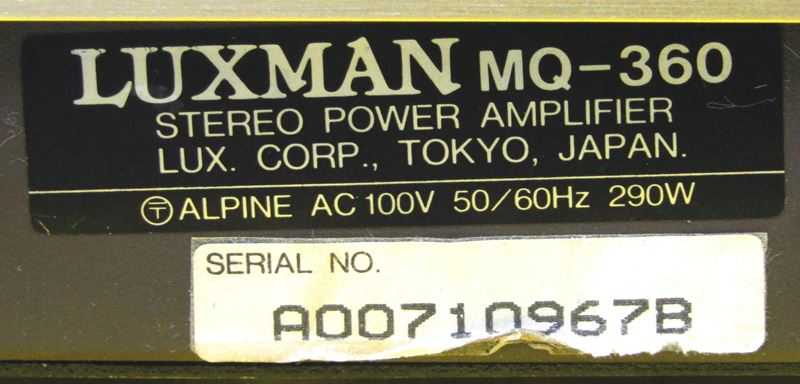 LUXMAN MQ-360
STEREO POWER AMPLIFIER
LUX. CORP., TOKYO, JAPAN.
〒 ALPINE AC 100V 50/60Hz 290W
SERIAL NO.
A00710967B